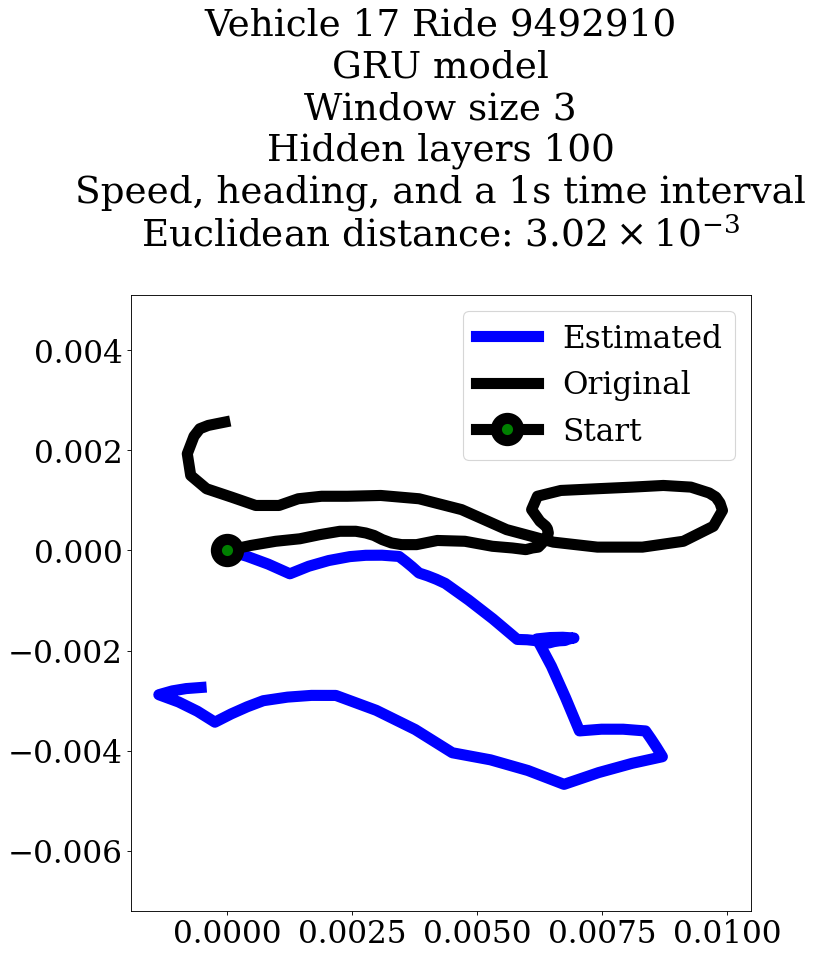 Vehicle 17 Ride 9492910
GRU model
Window size 3
Hidden layers 100
Speed, heading, and a 1s time interval
Euclidean distance: 3.02 × 10⁻³
Estimated
Original
Start
0.004
0.002
0.000
−0.002
−0.004
−0.006
0.0000 0.0025 0.0050 0.0075 0.0100